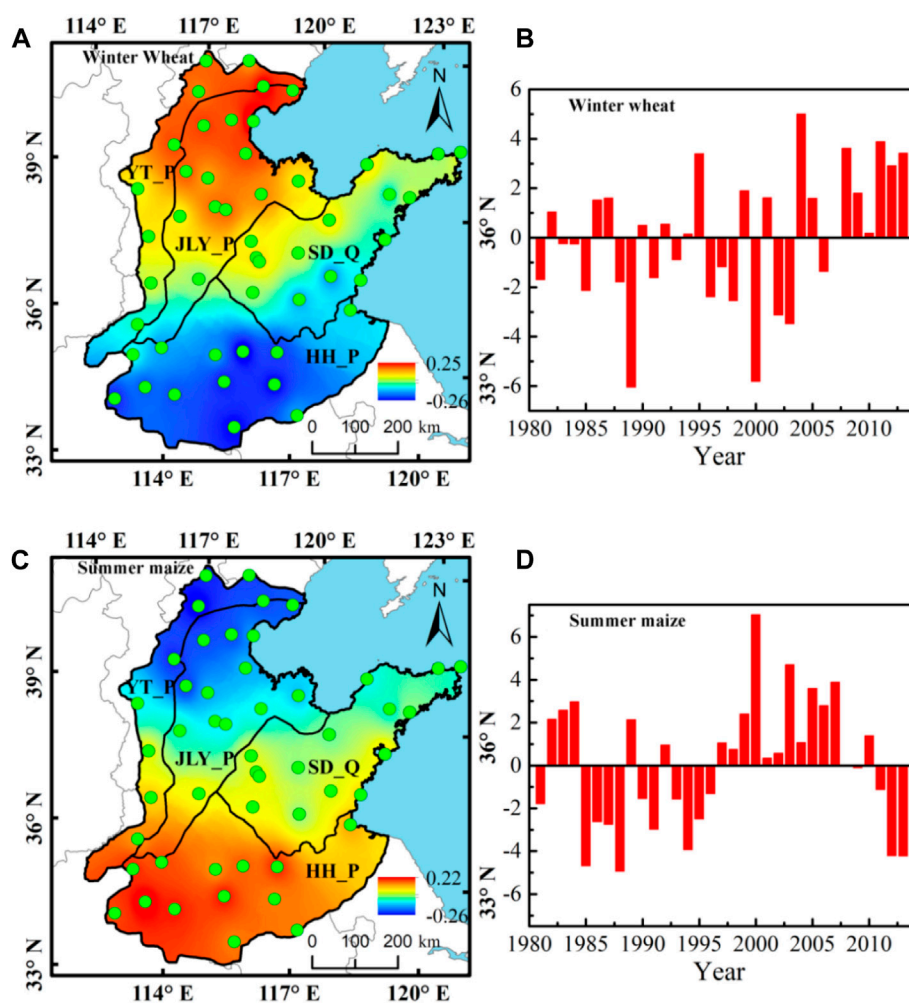 A
114° E 117° E 120° E 123° E
Winter Wheat
N
39° N
36° N
33° N
YT_P
JLY_P
SD_Q
HH_P
0.25
-0.26
0 100 200 km
114° E 117° E 120° E
36° N
33° N
B
Winter wheat
6
4
2
0
-2
-4
-6
1980 1985 1990 1995 2000 2005 2010
Year
C
114° E 117° E 120° E 123° E
Summer maize
N
39° N
36° N
33° N
YT_P
JLY_P
SD_Q
HH_P
0.22
-0.26
0 100 200 km
114° E 117° E 120° E
36° N
33° N
D
Summer maize
6
4
2
0
-2
-4
-6
1980 1985 1990 1995 2000 2005 2010
Year